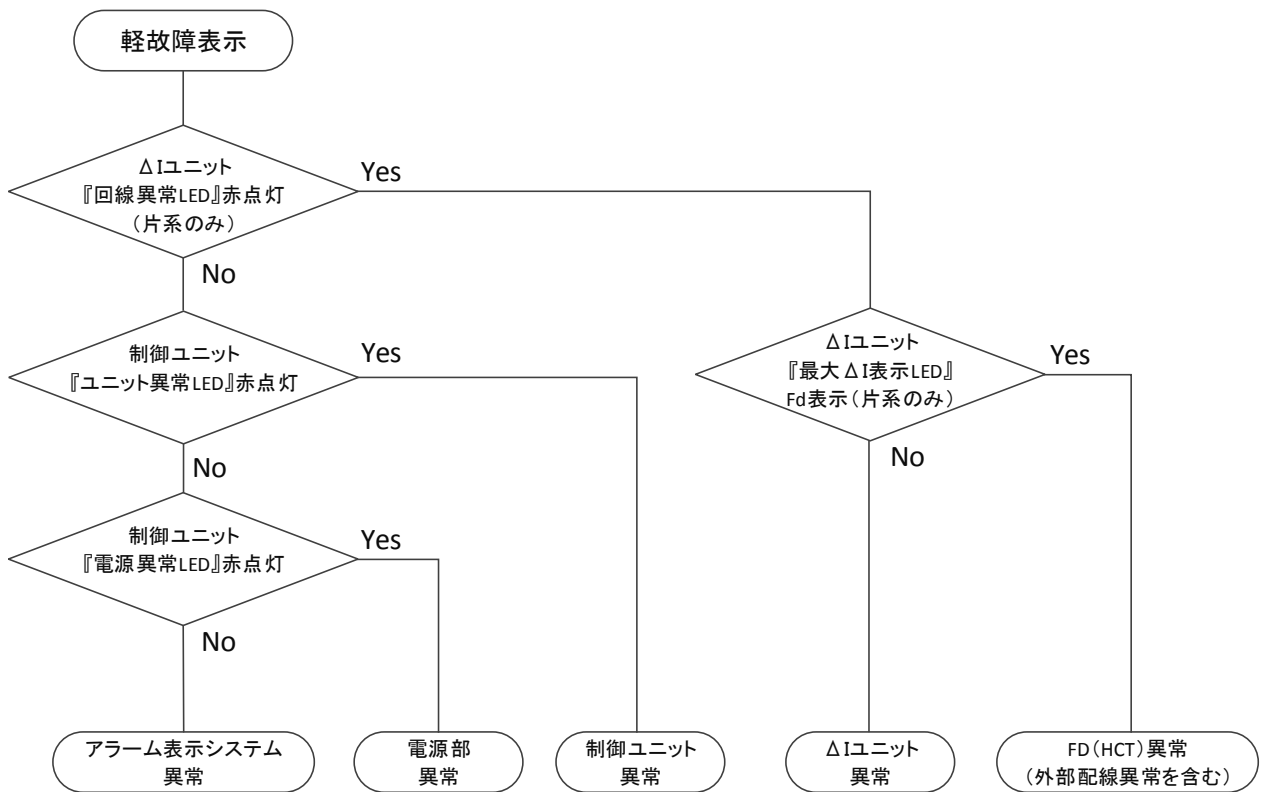 軽故障表示
ΔIユニット
『回線異常LED』赤点灯
（片系のみ）
Yes
No
制御ユニット
『ユニット異常LED』赤点灯
Yes
ΔIユニット
『最大ΔI表示LED』
Fd表示（片系のみ）
Yes
No
No
制御ユニット
『電源異常LED』赤点灯
Yes
No
アラーム表示システム
異常
電源部
異常
制御ユニット
異常
ΔIユニット
異常
FD（HCT）異常
（外部配線異常を含む）